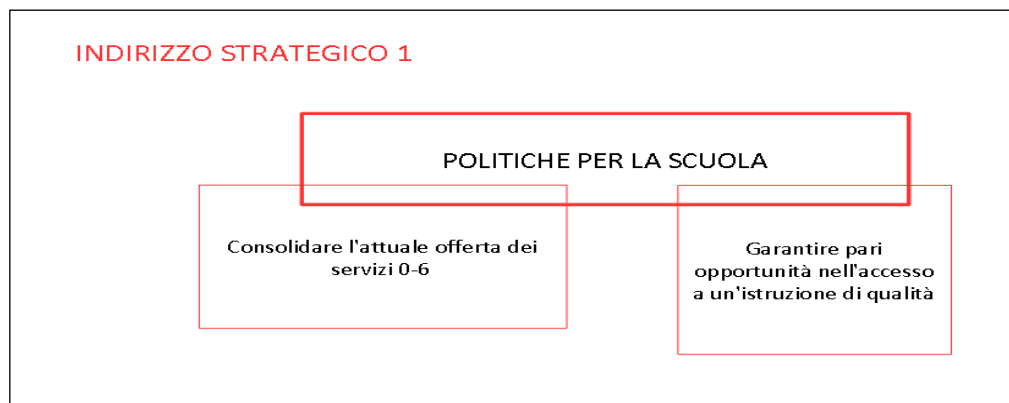 INDIRIZZO STRATEGICO 1
POLITICHE PER LA SCUOLA
Consolidare l'attuale offerta dei
servizi 0-6
Garantire pari
opportunità nell'accesso
a un'istruzione di qualità